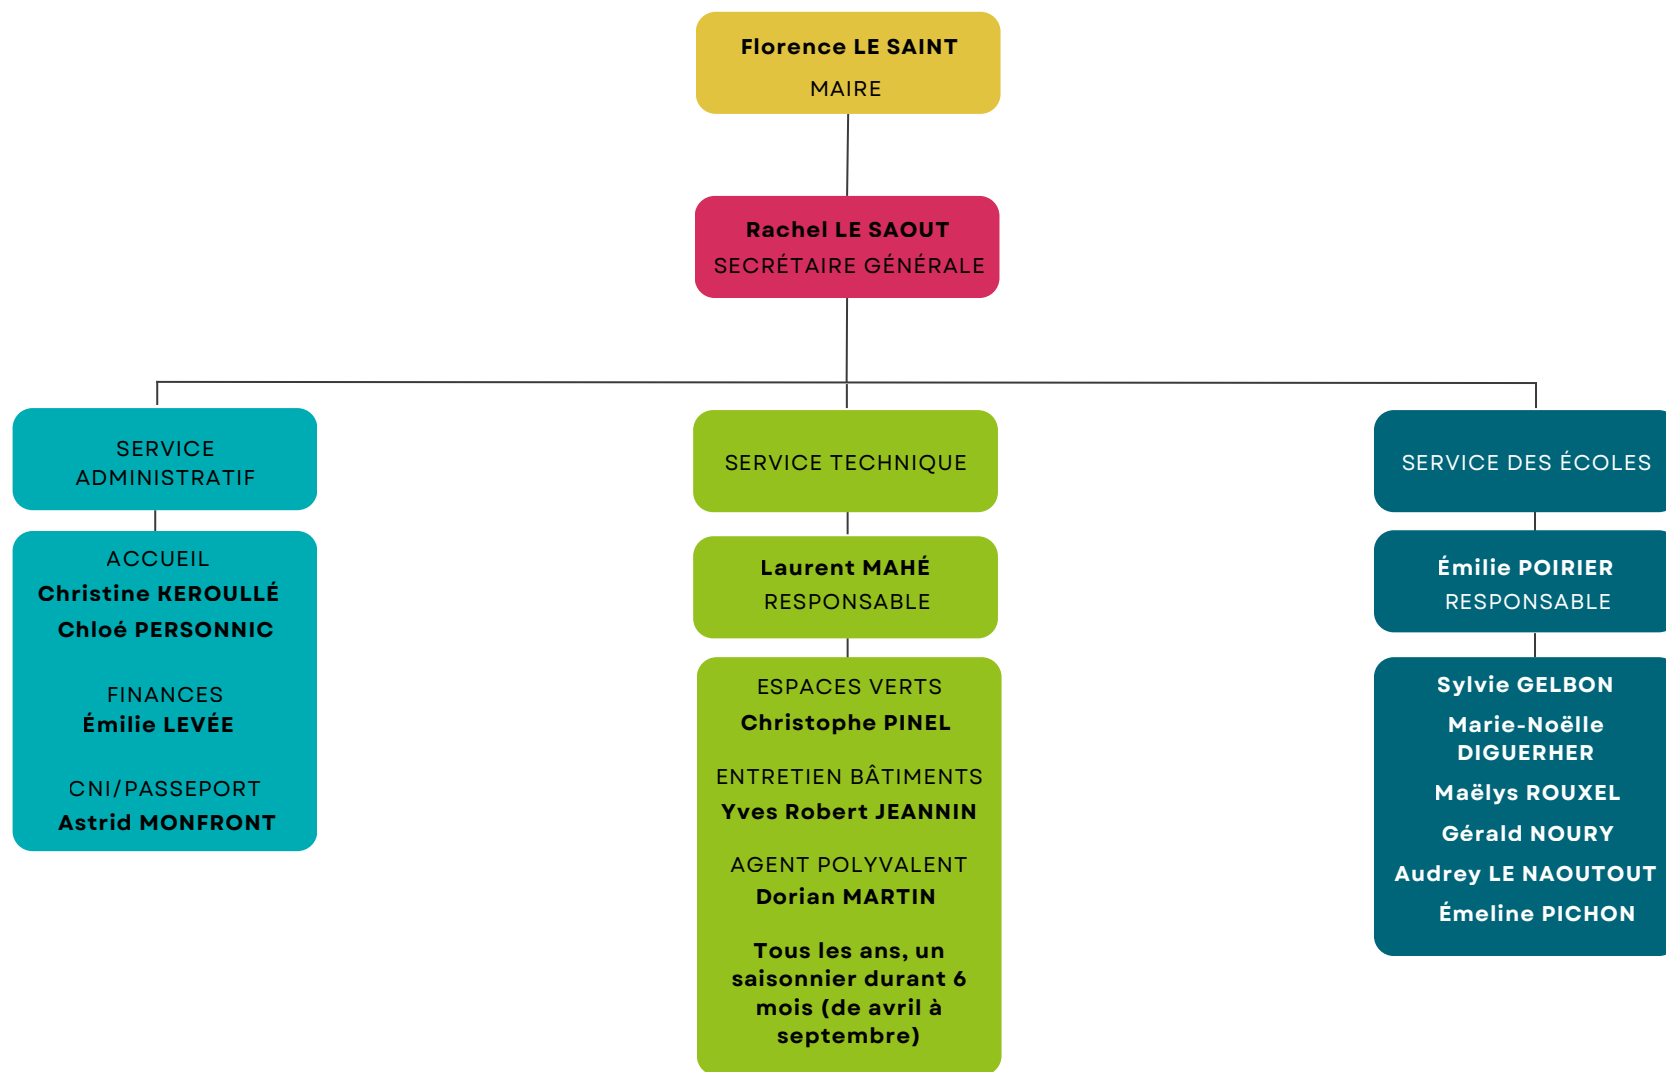 Florence LE SAINT
MAIRE
Rachel LE SAOUT
SECRÉTAIRE GÉNÉRALE
SERVICE
ADMINISTRATIF
ACCUEIL
Christine KEROULLÉ
Chloé PERSONNIC
FINANCES
Émilie LEVÉE
CNI/PASSEPORT
Astrid MONFRONT
SERVICE TECHNIQUE
Laurent MAHÉ
RESPONSABLE
ESPACES VERTS
Christophe PINEL
ENTRETIEN BÂTIMENTS
Yves Robert JEANNIN
AGENT POLYVALENT
Dorian MARTIN
Tous les ans, un
saisonnier durant 6
mois (de avril à
septembre)
SERVICE DES ÉCOLES
Émilie POIRIER
RESPONSABLE
Sylvie GELBON
Marie-Noëlle
DIGUERHER
Maëlys ROUXEL
Gérald NOURY
Audrey LE NAOUTOUT
Émeline PICHON